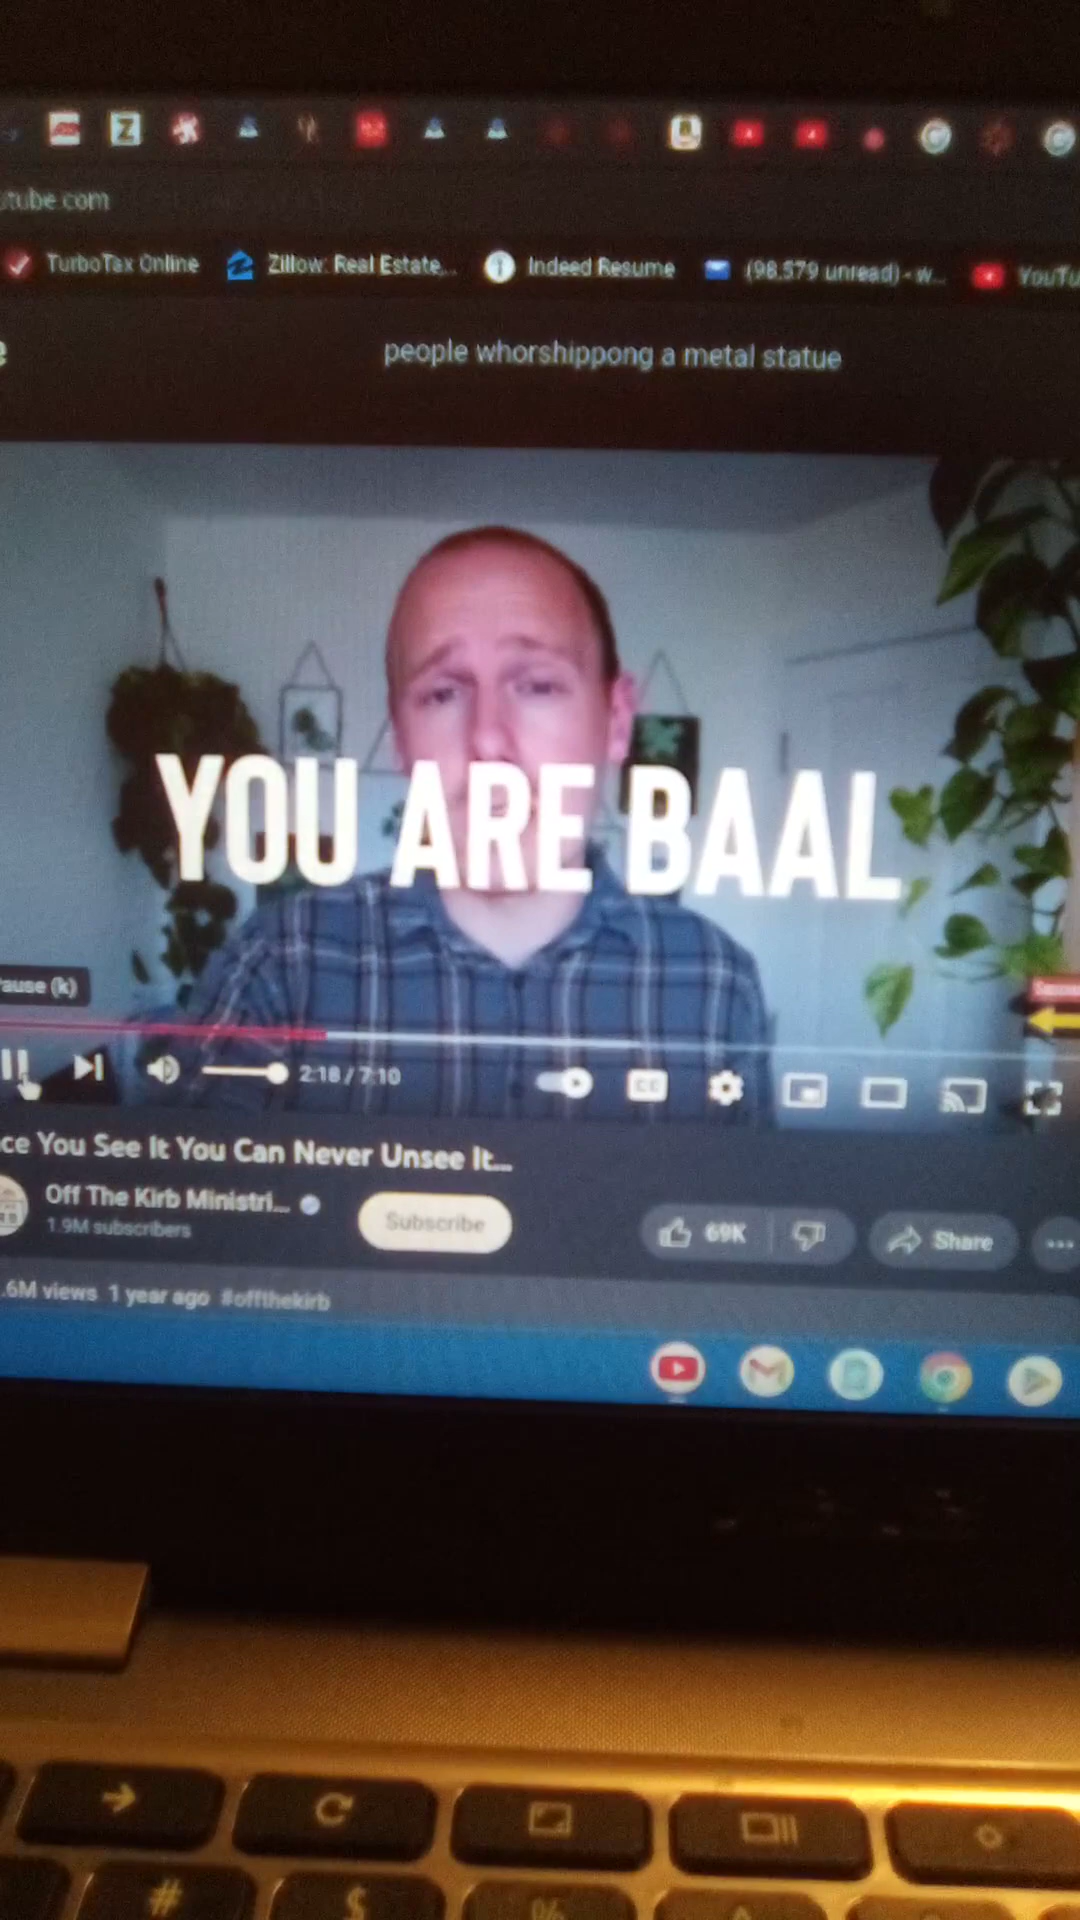 tube.com
TurboTax Online
Zillow: Real Estate...
Indeed Resume
(98,579 unread) - w...
people whorshippong a metal statue
YOU ARE BAAL
ause (k)
2:18 / 7:10
CC
ce You See It You Can Never Unsee It...
Off The Kirb Ministri...
1.9M subscribers
Subscribe
69K
Share
.6M views 1 year ago #offthekirb
#
$
%